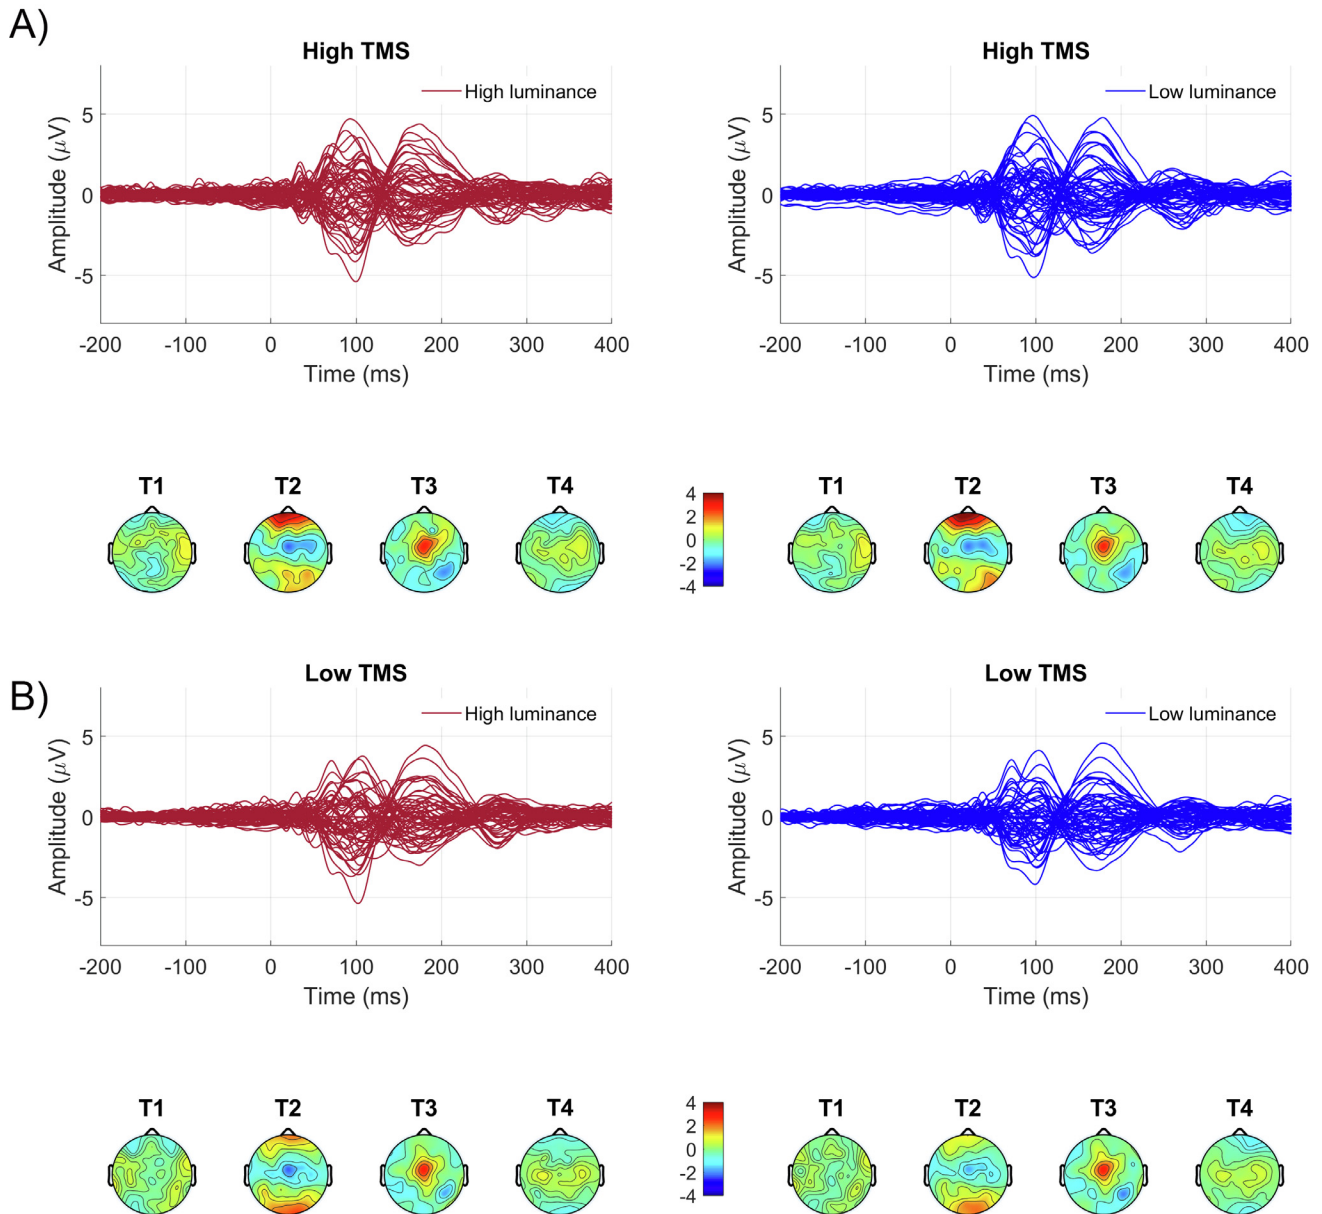 A)
High TMS
High luminance
Amplitude (μV)
5
0
-5
-200 -100 0 100 200 300 400
Time (ms)
High TMS
Low luminance
Amplitude (μV)
5
0
-5
-200 -100 0 100 200 300 400
Time (ms)
T1 T2 T3 T4
4
2
0
-2
-4
T1 T2 T3 T4
B)
Low TMS
High luminance
Amplitude (μV)
5
0
-5
-200 -100 0 100 200 300 400
Time (ms)
Low TMS
Low luminance
Amplitude (μV)
5
0
-5
-200 -100 0 100 200 300 400
Time (ms)
T1 T2 T3 T4
4
2
0
-2
-4
T1 T2 T3 T4